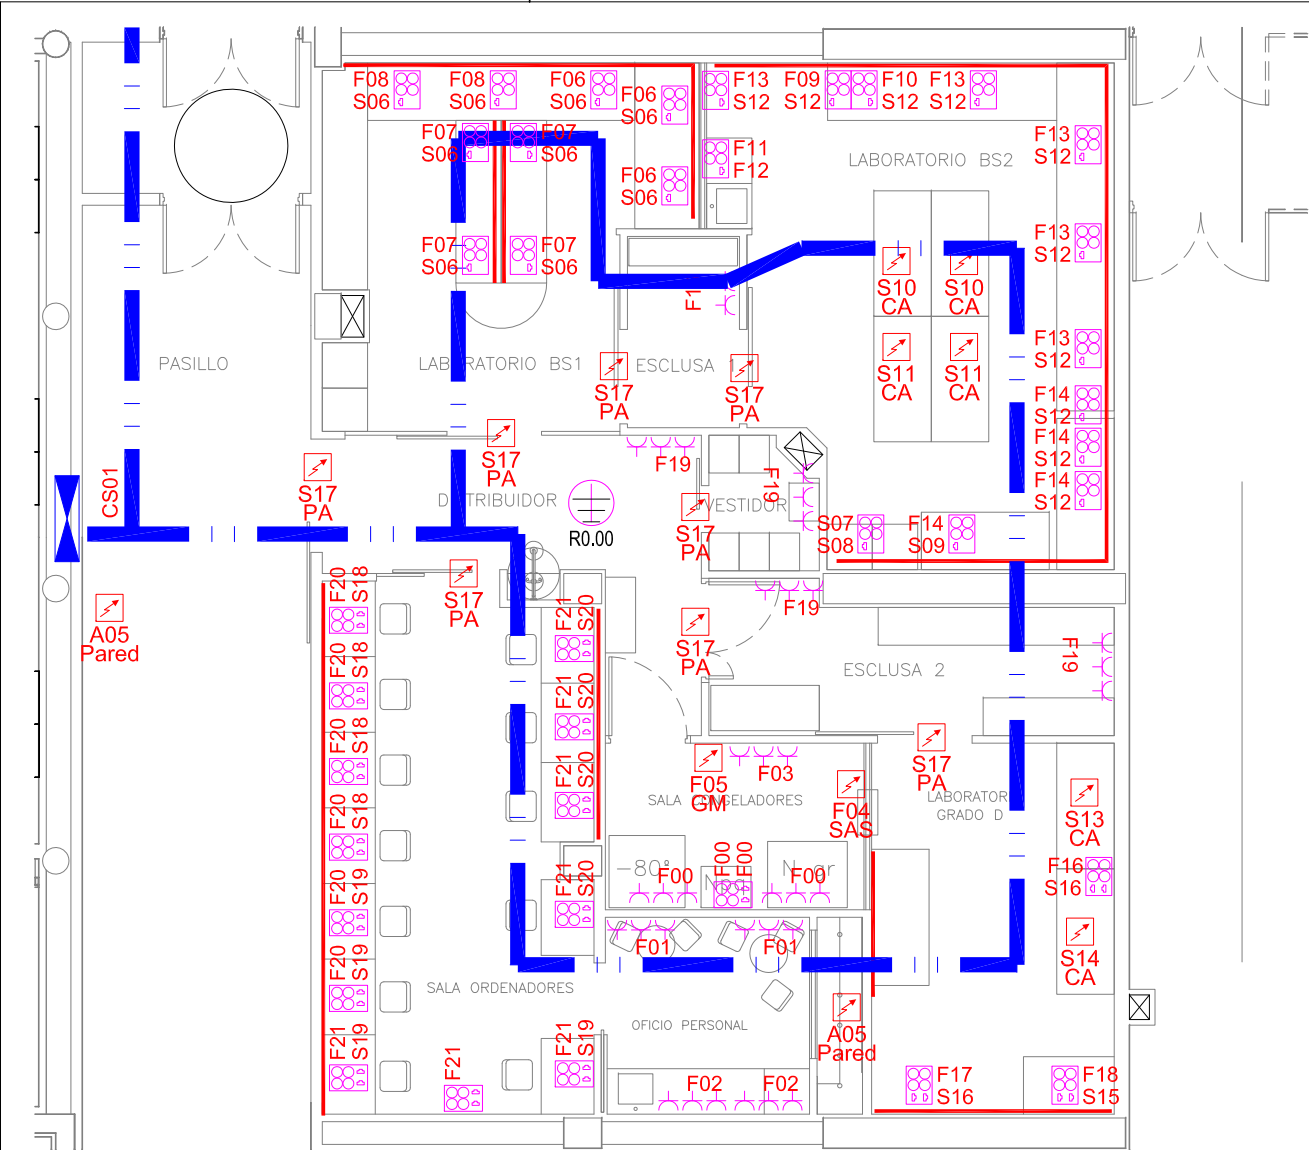 F08
S06
F08
S06
F06
S06
F06
S06
F13
S12
F09
S12
F10
S12
F13
S12
F07
S06
F07
S06
F11
F12
F13
S12
LABORATORIO BS2
F06
S06
F07
S06
F07
S06
F13
S12
S10
CA
S10
CA
F1
PASILLO
LABORATORIO BS1
ESCLUSA 1
S17
PA
S17
PA
S11
CA
S11
CA
F13
S12
F14
S12
F14
S12
F14
S12
S17
PA
F19
F19
CS01
S17
PA
DISTRIBUIDOR
R0.00
VESTIDOR
S17
PA
S07
S08
F14
S09
A05
Pared
S17
PA
F19
F20
S18
F21
S20
S17
PA
ESCLUSA 2
F19
F20
S18
F21
S20
F20
S18
F21
S20
F05
GM
F03
S17
PA
SALA CONGELADORES
F04
SAS
LABORATOR
GRADO D
S13
CA
F20
S18
-80°
F00
F00
F00
N gr
F00
F16
S16
F20
S19
F21
S20
F01
F01
S14
CA
F20
S19
SALA ORDENADORES
OFICIO PERSONAL
A05
Pared
F21
S19
F21
F21
S19
F02
F02
F17
S16
F18
S15